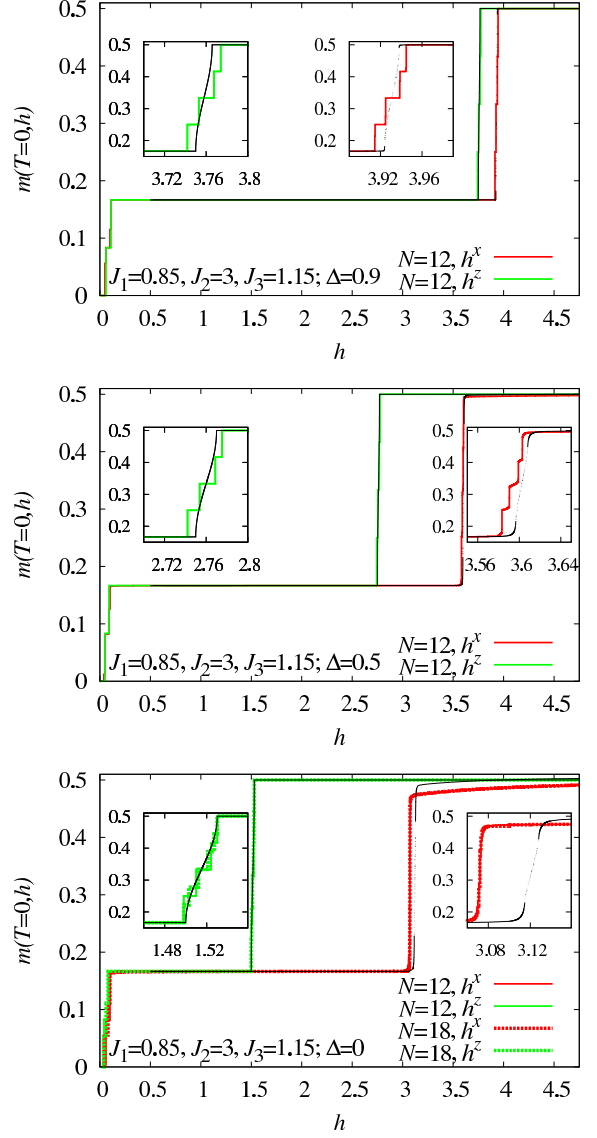 0.5
0.4
0.3
0.2
0.1
0
m(T=0,h)
0.5
0.4
0.3
0.2
3.72 3.76 3.8
0.5
0.4
0.3
0.2
3.92 3.96
N=12, hˣ
N=12, hᶻ
J₁=0.85, J₂=3, J₃=1.15; Δ=0.9
0 0.5 1 1.5 2 2.5 3 3.5 4 4.5
h
0.5
0.4
0.3
0.2
0.1
0
m(T=0,h)
0.5
0.4
0.3
0.2
2.72 2.76 2.8
0.5
0.4
0.3
0.2
3.56 3.6 3.64
N=12, hˣ
N=12, hᶻ
J₁=0.85, J₂=3, J₃=1.15; Δ=0.5
0 0.5 1 1.5 2 2.5 3 3.5 4 4.5
h
0.5
0.4
0.3
0.2
0.1
0
m(T=0,h)
0.5
0.4
0.3
0.2
1.48 1.52
0.5
0.4
0.3
0.2
3.08 3.12
N=12, hˣ
N=12, hᶻ
N=18, hˣ
N=18, hᶻ
J₁=0.85, J₂=3, J₃=1.15; Δ=0
0 0.5 1 1.5 2 2.5 3 3.5 4 4.5
h